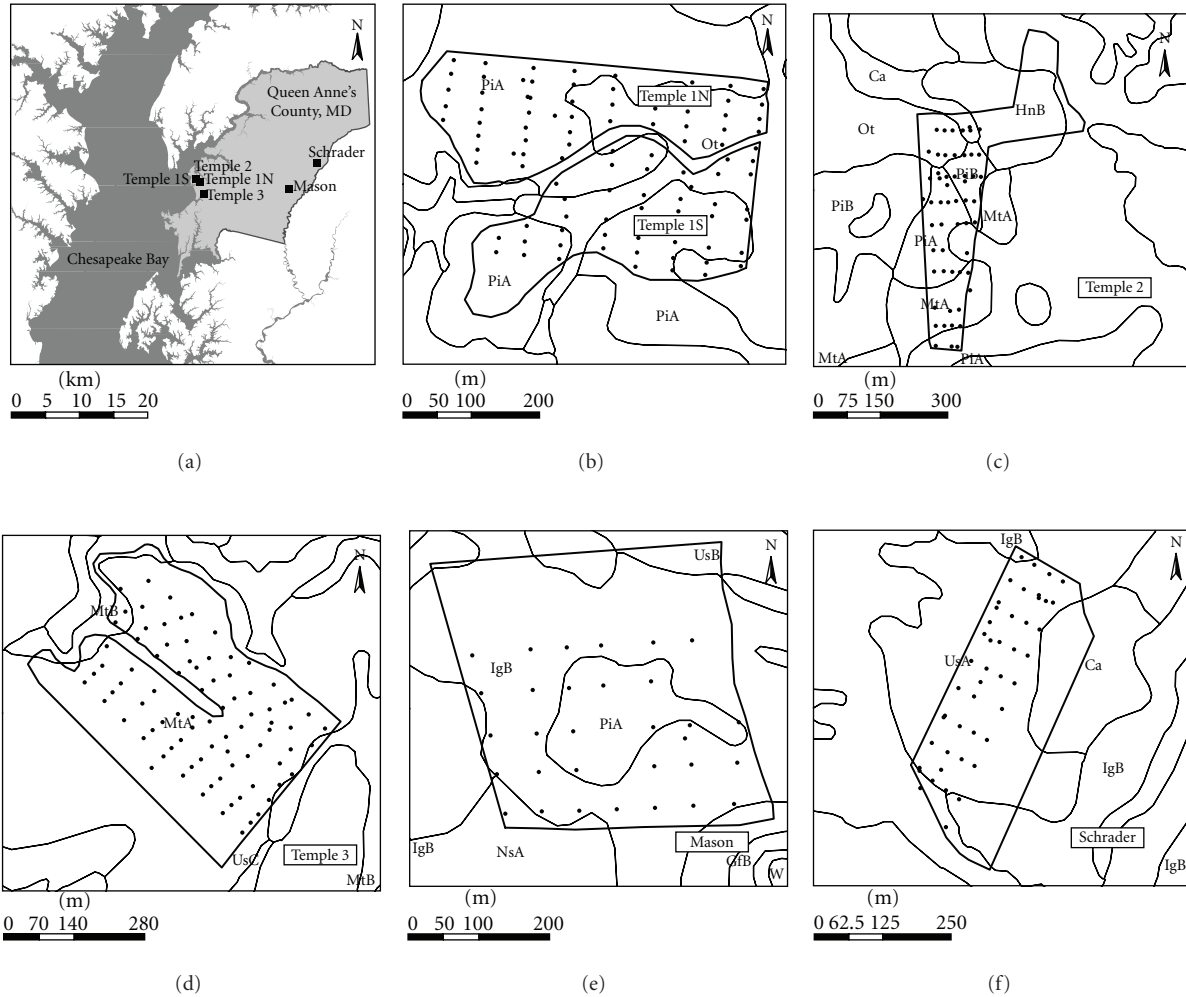 N
Queen Anne's
County, MD
Schrader
Temple 2
Temple 1S
Temple 1N
Mason
Temple 3
Chesapeake Bay
(km)
0 5 10 15 20
(a)
N
PiA
Temple 1N
Ot
Temple 1S
PiA
PiA
(m)
0 50 100 200
(b)
N
Ca
HnB
Ot
PiB
PiB
MtA
PiA
Temple 2
MtA
MtA
PiA
(m)
0 75 150 300
(c)
N
MtB
MtA
UsC
Temple 3
MtB
(m)
0 70 140 280
(d)
UsB
N
IgB
PiA
Mason
IgB
NsA
GfB
W
(m)
0 50 100 200
(e)
IgB
N
UsA
Ca
IgB
Schrader
IgB
(m)
0 62.5 125 250
(f)